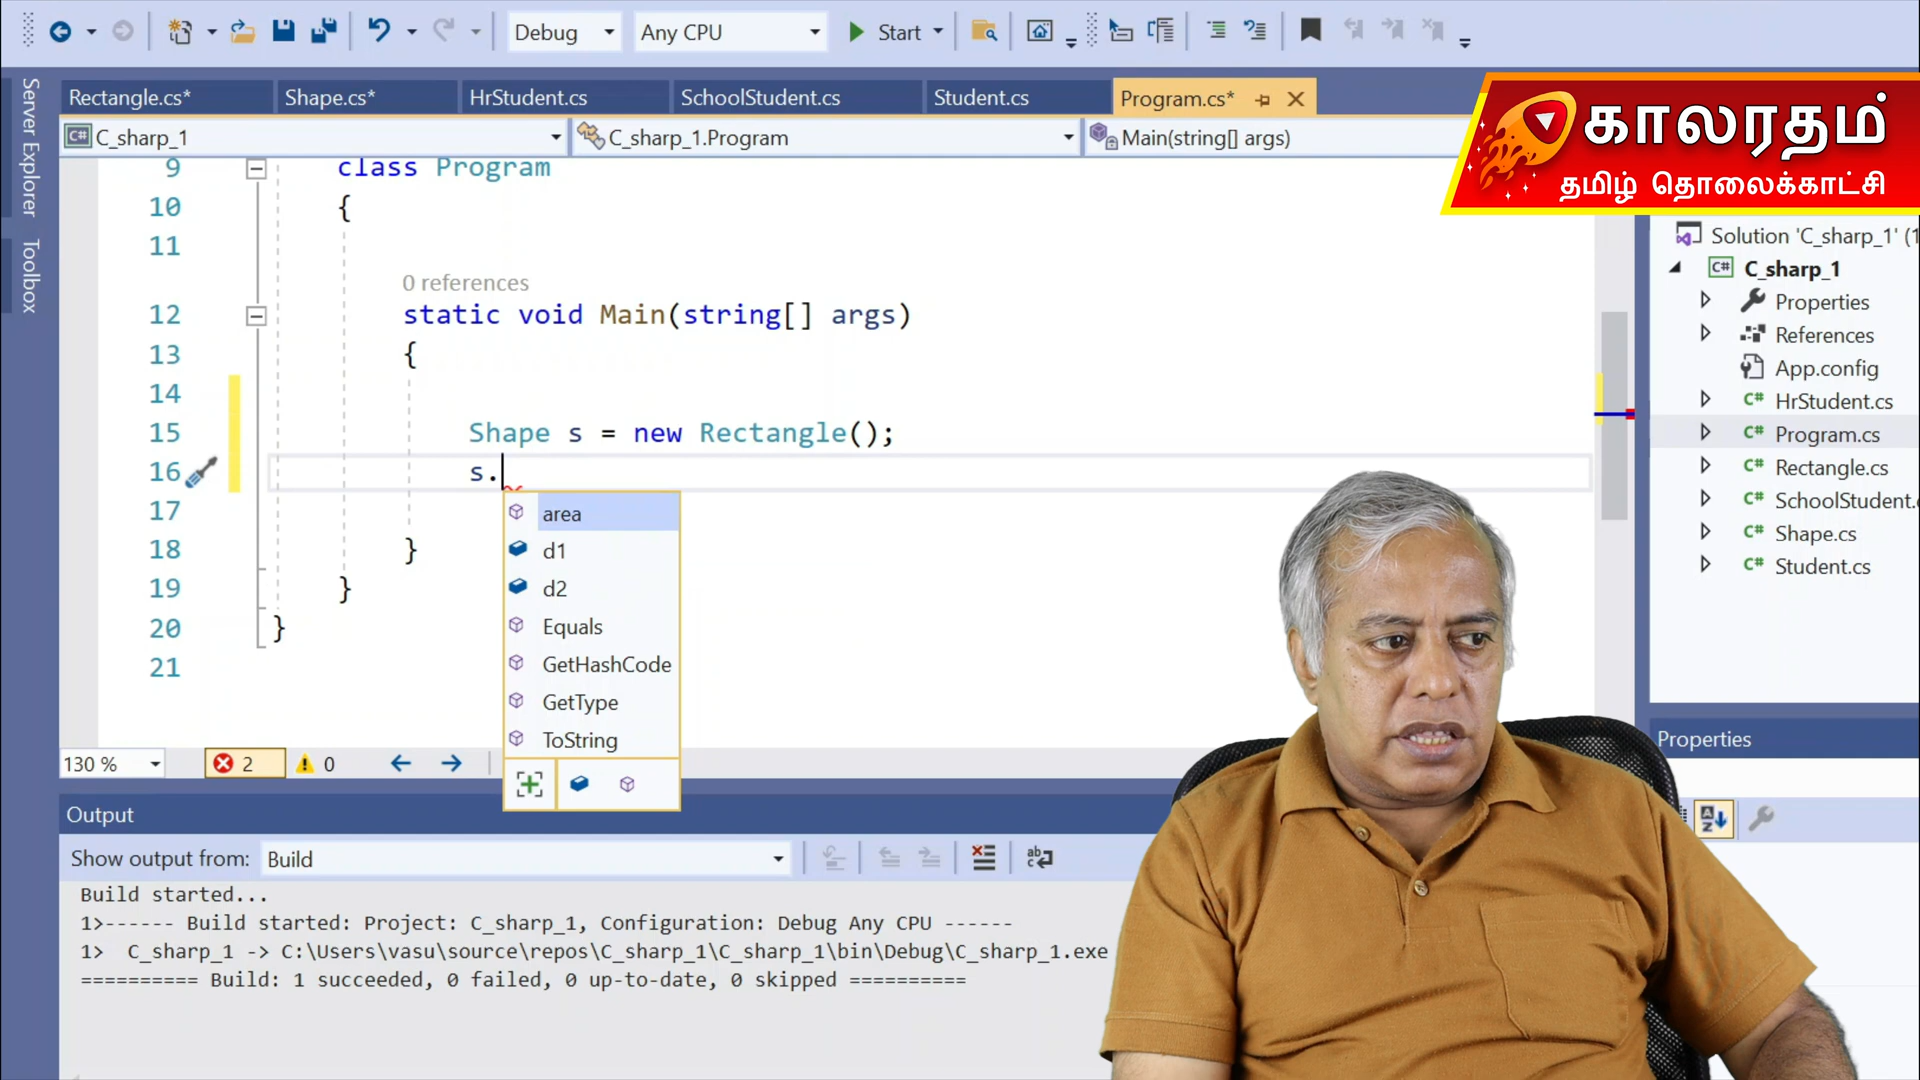 Debug
Any CPU
Start
Rectangle.cs*
Shape.cs*
HrStudent.cs
SchoolStudent.cs
Student.cs
Program.cs*
காலரதம்
தமிழ் தொலைக்காட்சி
C# C_sharp_1
C_sharp_1.Program
Main(string[] args)
Server Explorer
Toolbox
9 class Program
10 {
11
0 references
12 static void Main(string[] args)
13 {
14
15 Shape s = new Rectangle();
16 s.
17
18 }
19 }
20 }
21
area
d1
d2
Equals
GetHashCode
GetType
ToString
Solution 'C_sharp_1' (1
C# C_sharp_1
Properties
References
App.config
C# HrStudent.cs
C# Program.cs
C# Rectangle.cs
C# SchoolStudent.
C# Shape.cs
C# Student.cs
130 %
2
0
Properties
Output
Show output from: Build
Build started...
1>------ Build started: Project: C_sharp_1, Configuration: Debug Any CPU ------
1> C_sharp_1 -> C:\Users\vasu\source\repos\C_sharp_1\C_sharp_1\bin\Debug\C_sharp_1.exe
========== Build: 1 succeeded, 0 failed, 0 up-to-date, 0 skipped ==========